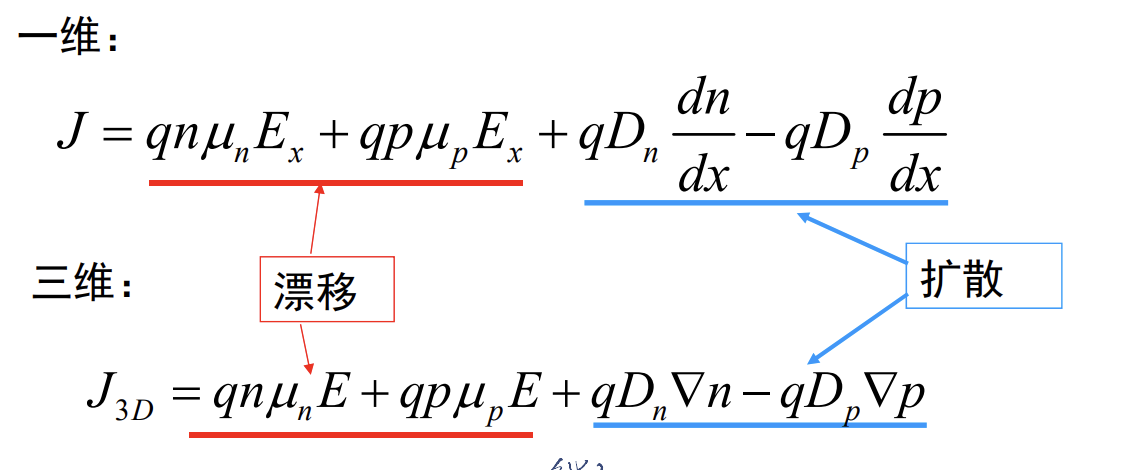 一维：
J = qnμ_nE_x + qpμ_pE_x + qD_n dn/dx − qD_p dp/dx
三维：
漂移
扩散
J_3D = qnμ_nE + qpμ_pE + qD_n∇n − qD_p∇p